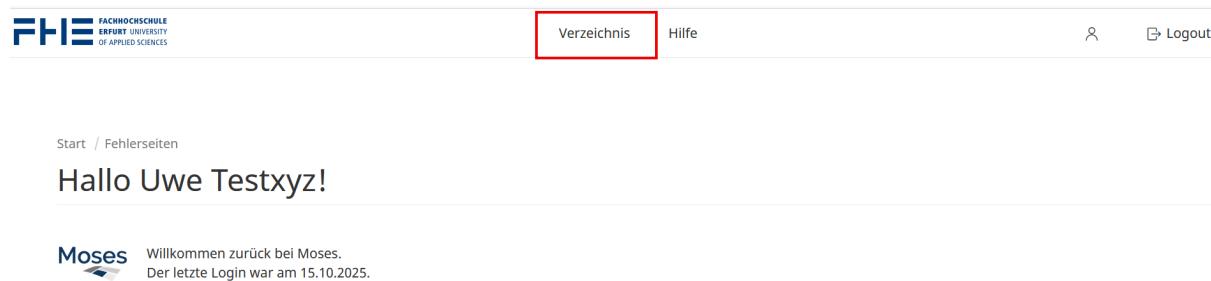 FACHHOCHSCHULE
ERFURT UNIVERSITY
OF APPLIED SCIENCES
Verzeichnis Hilfe Logout
Start / Fehlerseiten
Hallo Uwe Testxyz!
Moses
Willkommen zurück bei Moses.
Der letzte Login war am 15.10.2025.